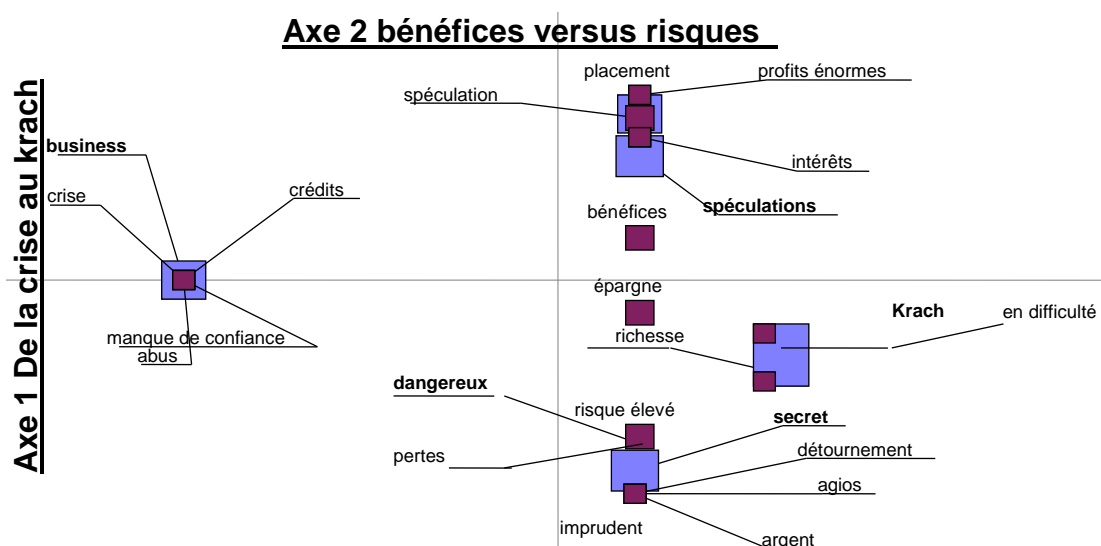 Axe 2 bénéfices versus risques
Axe 1 De la crise au krach
placement
profits énormes
spéculation
business
intérêts
crise
crédits
spéculations
bénéfices
épargne
Krach
en difficulté
richesse
manque de confiance
abus
dangereux
risque élevé
secret
pertes
détournement
agios
imprudent
argent